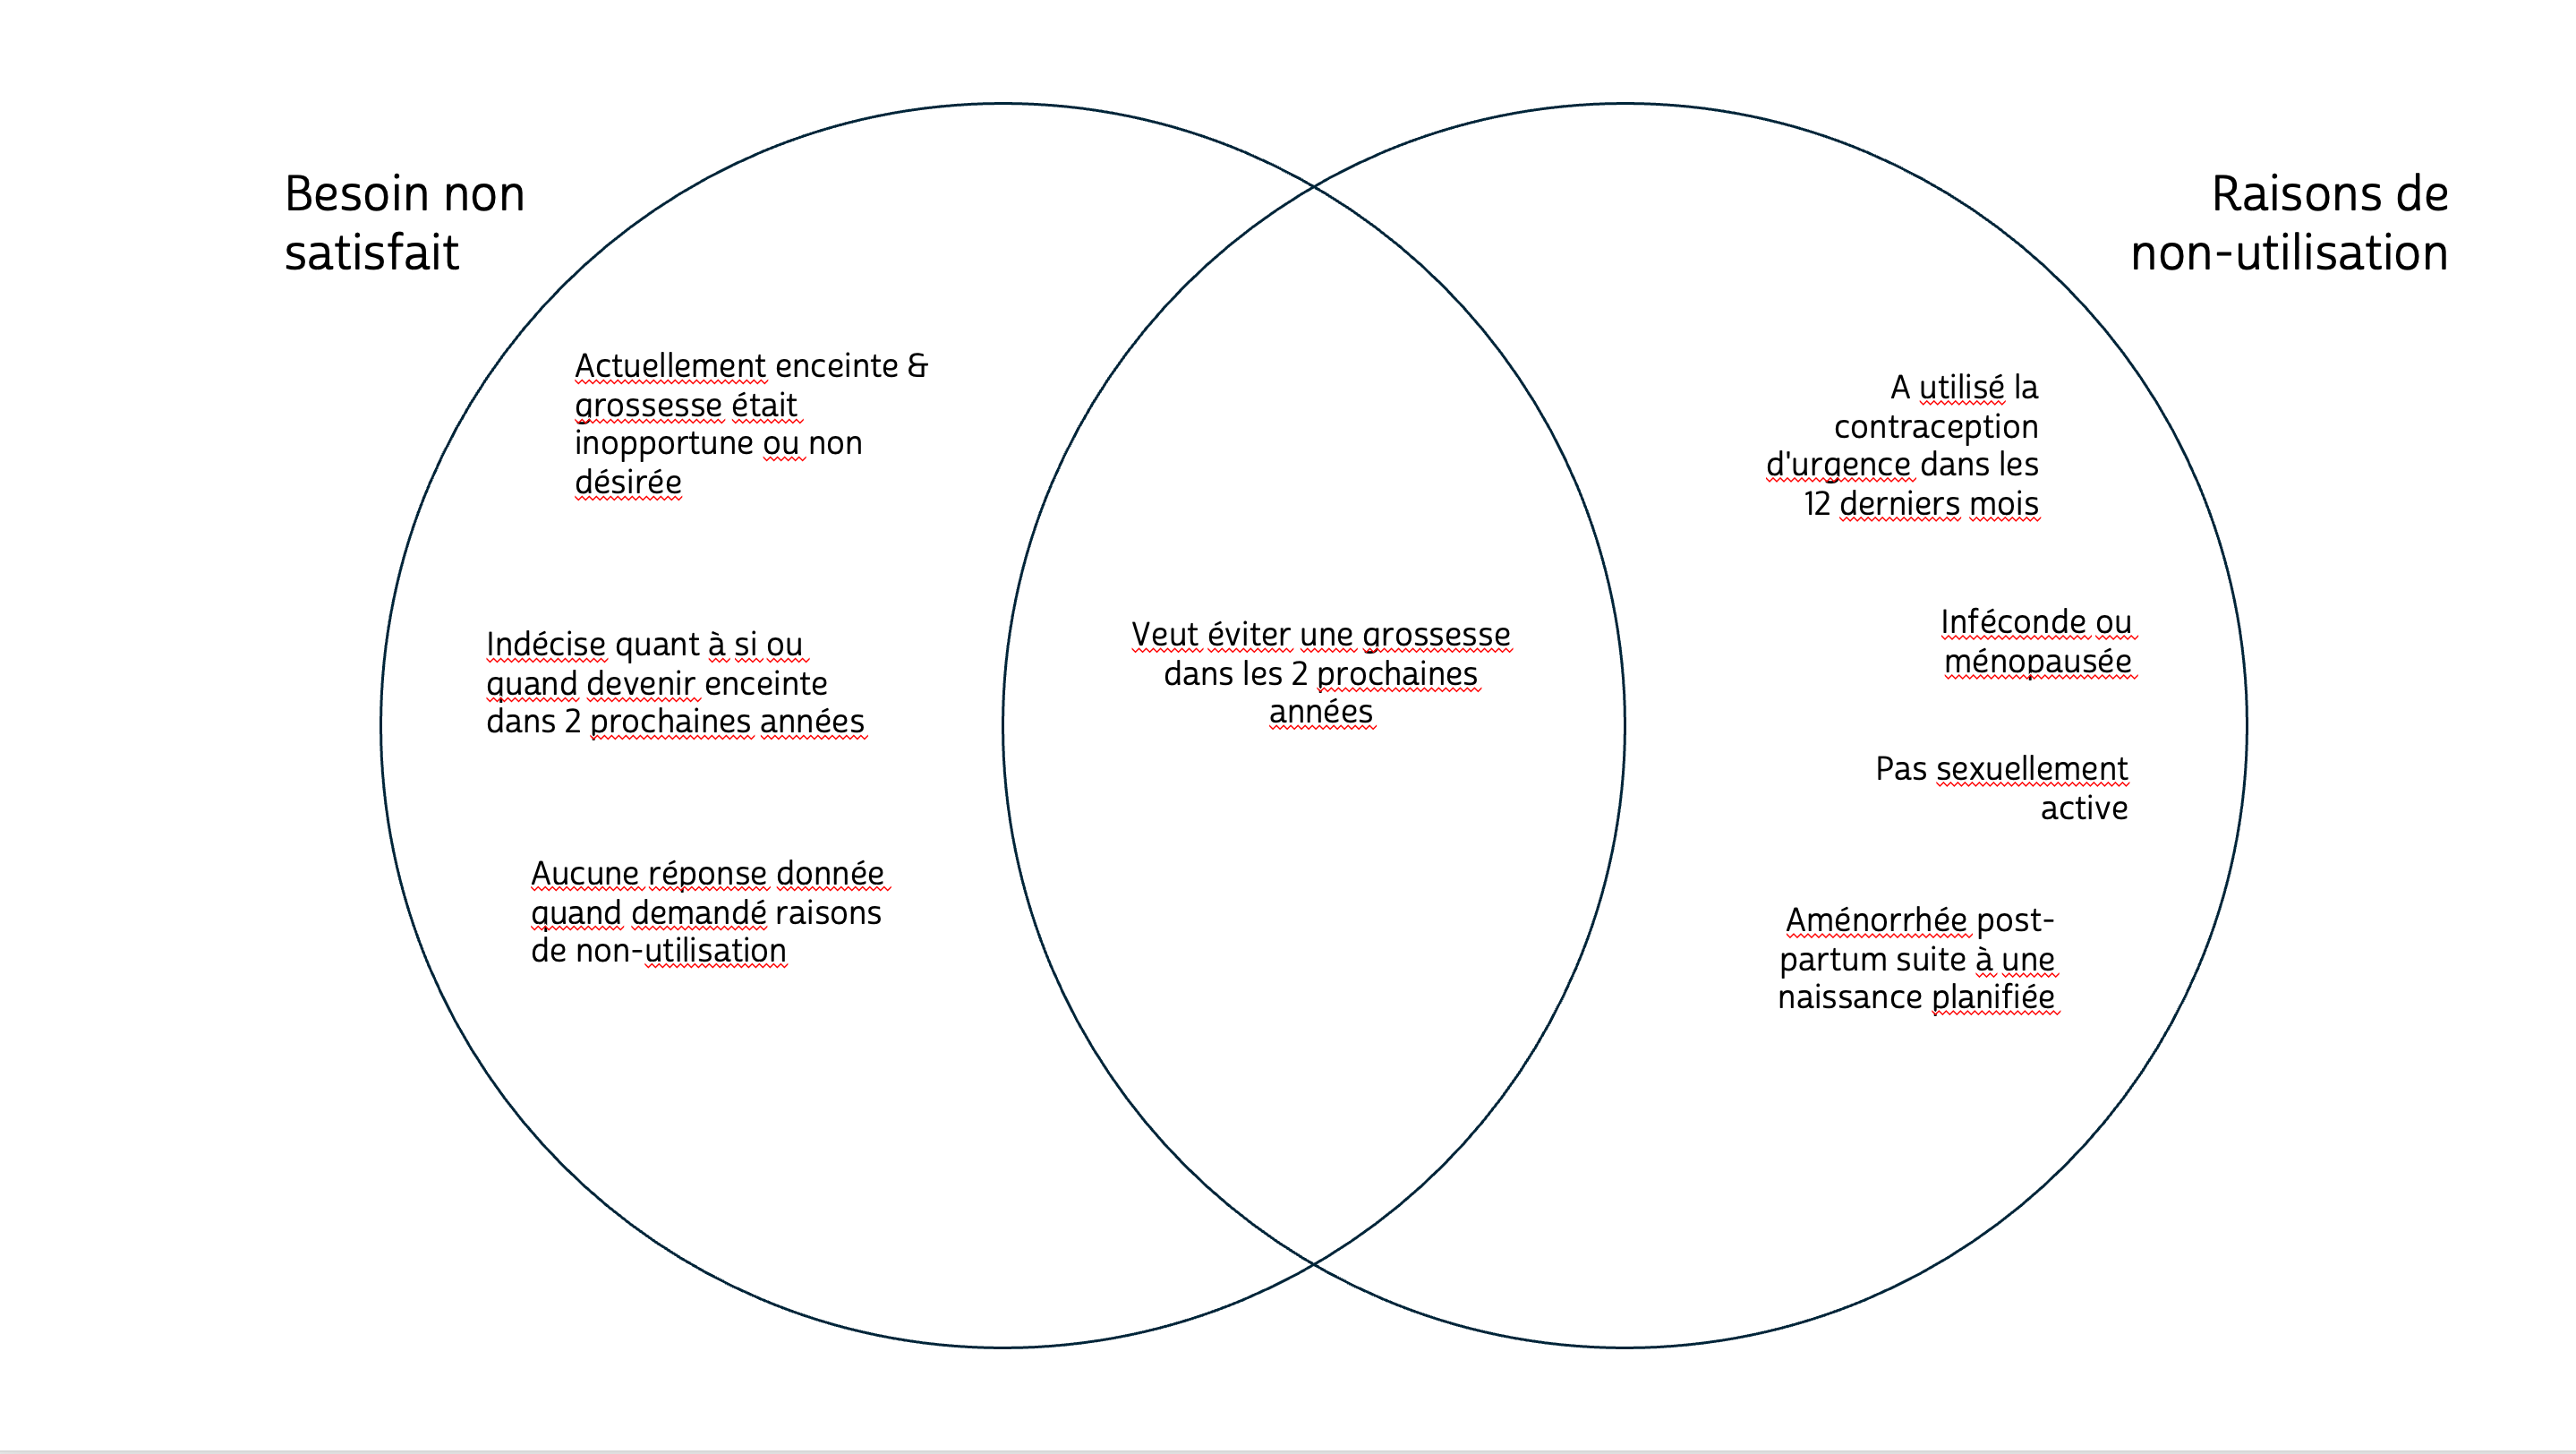 Besoin non
satisfait
Actuellement enceinte &
grossesse était
inopportune ou non
désirée
Indécise quant à si ou
quand devenir enceinte
dans 2 prochaines années
Aucune réponse donnée
quand demandé raisons
de non-utilisation
Veut éviter une grossesse
dans les 2 prochaines
années
Raisons de
non-utilisation
A utilisé la
contraception
d'urgence dans les
12 derniers mois
Inféconde ou
ménopausée
Pas sexuellement
active
Aménorrhée post-
partum suite à une
naissance planifiée